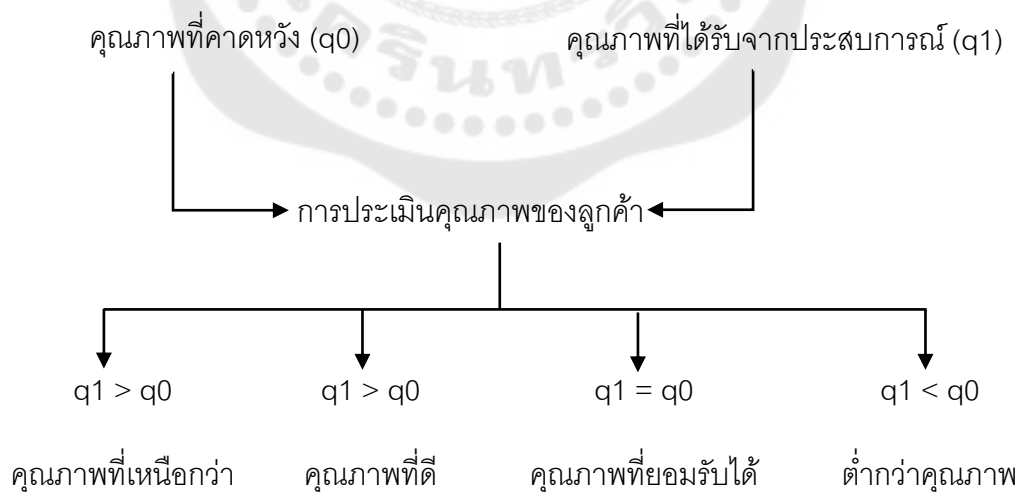 คุณภาพที่คาดหวัง (q0) คุณภาพที่ได้รับจากประสบการณ์ (q1)
การประเมินคุณภาพของลูกค้า
q1 > q0 q1 > q0 q1 = q0 q1 < q0
คุณภาพที่เหนือกว่า คุณภาพที่ดี คุณภาพที่ยอมรับได้ ต่ำกว่าคุณภาพ